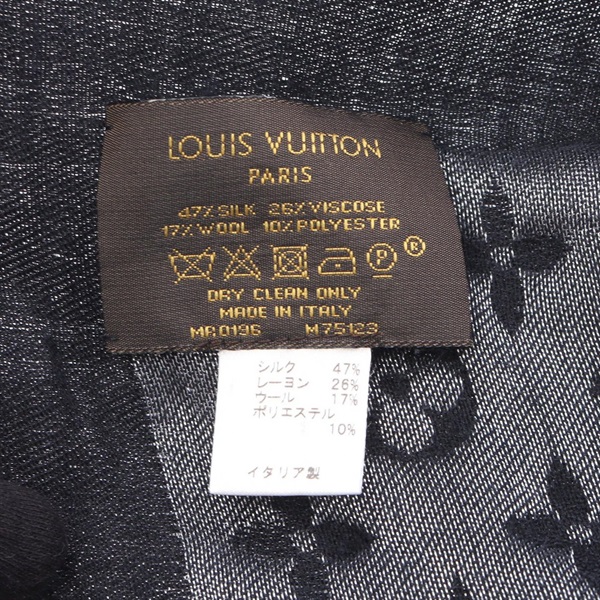 LOUIS VUITTON
PARIS
47% SILK 26% VISCOSE
17% WOOL 10% POLYESTER
P ®
DRY CLEAN ONLY
MADE IN ITALY
MP0196 M75123
シルク 47%
レーヨン 26%
ウール 17%
ポリエステル
10%
イタリア製